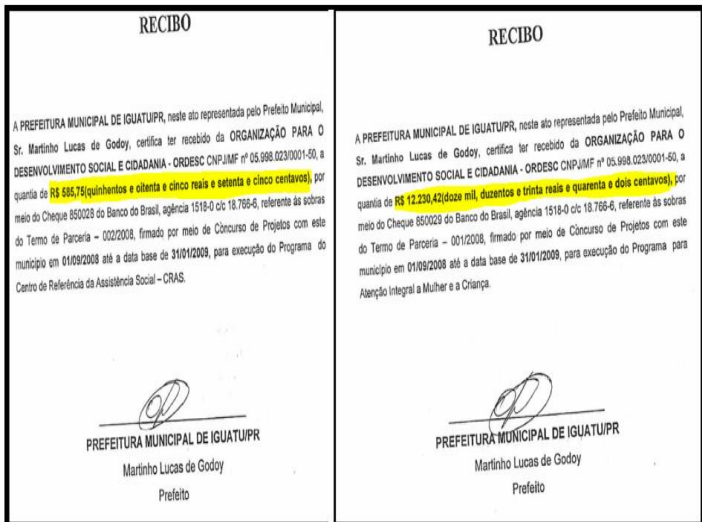 RECIBO
A PREFEITURA MUNICIPAL DE IGUATU/PR, neste ato representada pelo Prefeito Municipal,
Sr. Martinho Lucas de Godoy, certifica ter recebido da ORGANIZAÇÃO PARA O
DESENVOLVIMENTO SOCIAL E CIDADANIA - ORDESC CNPJ/MF nº 05.998.023/0001-50, a
quantia de R$ 585,75(quinhentos e oitenta e cinco reais e setenta e cinco centavos), por
meio do Cheque 850028 do Banco do Brasil, agência 1518-0 c/c 18.766-6, referente às sobras
do Termo de Parceria – 002/2008, firmado por meio de Concurso de Projetos com este
município em 01/09/2008 até a data base de 31/01/2009, para execução do Programa do
Centro de Referência da Assistência Social – CRAS.
PREFEITURA MUNICIPAL DE IGUATU/PR
Martinho Lucas de Godoy
Prefeito
RECIBO
A PREFEITURA MUNICIPAL DE IGUATU/PR, neste ato representada pelo Prefeito Municipal,
Sr. Martinho Lucas de Godoy, certifica ter recebido da ORGANIZAÇÃO PARA O
DESENVOLVIMENTO SOCIAL E CIDADANIA - ORDESC CNPJ/MF nº 05.998.023/0001-50, a
quantia de R$ 12.230,42(doze mil, duzentos e trinta reais e quarenta e dois centavos), por
meio do Cheque 850029 do Banco do Brasil, agência 1518-0 c/c 18.766-6, referente às sobras
do Termo de Parceria – 001/2008, firmado por meio de Concurso de Projetos com este
município em 01/09/2008 até a data base de 31/01/2009, para execução do Programa para
Atenção Integral a Mulher e a Criança.
PREFEITURA MUNICIPAL DE IGUATU/PR
Martinho Lucas de Godoy
Prefeito